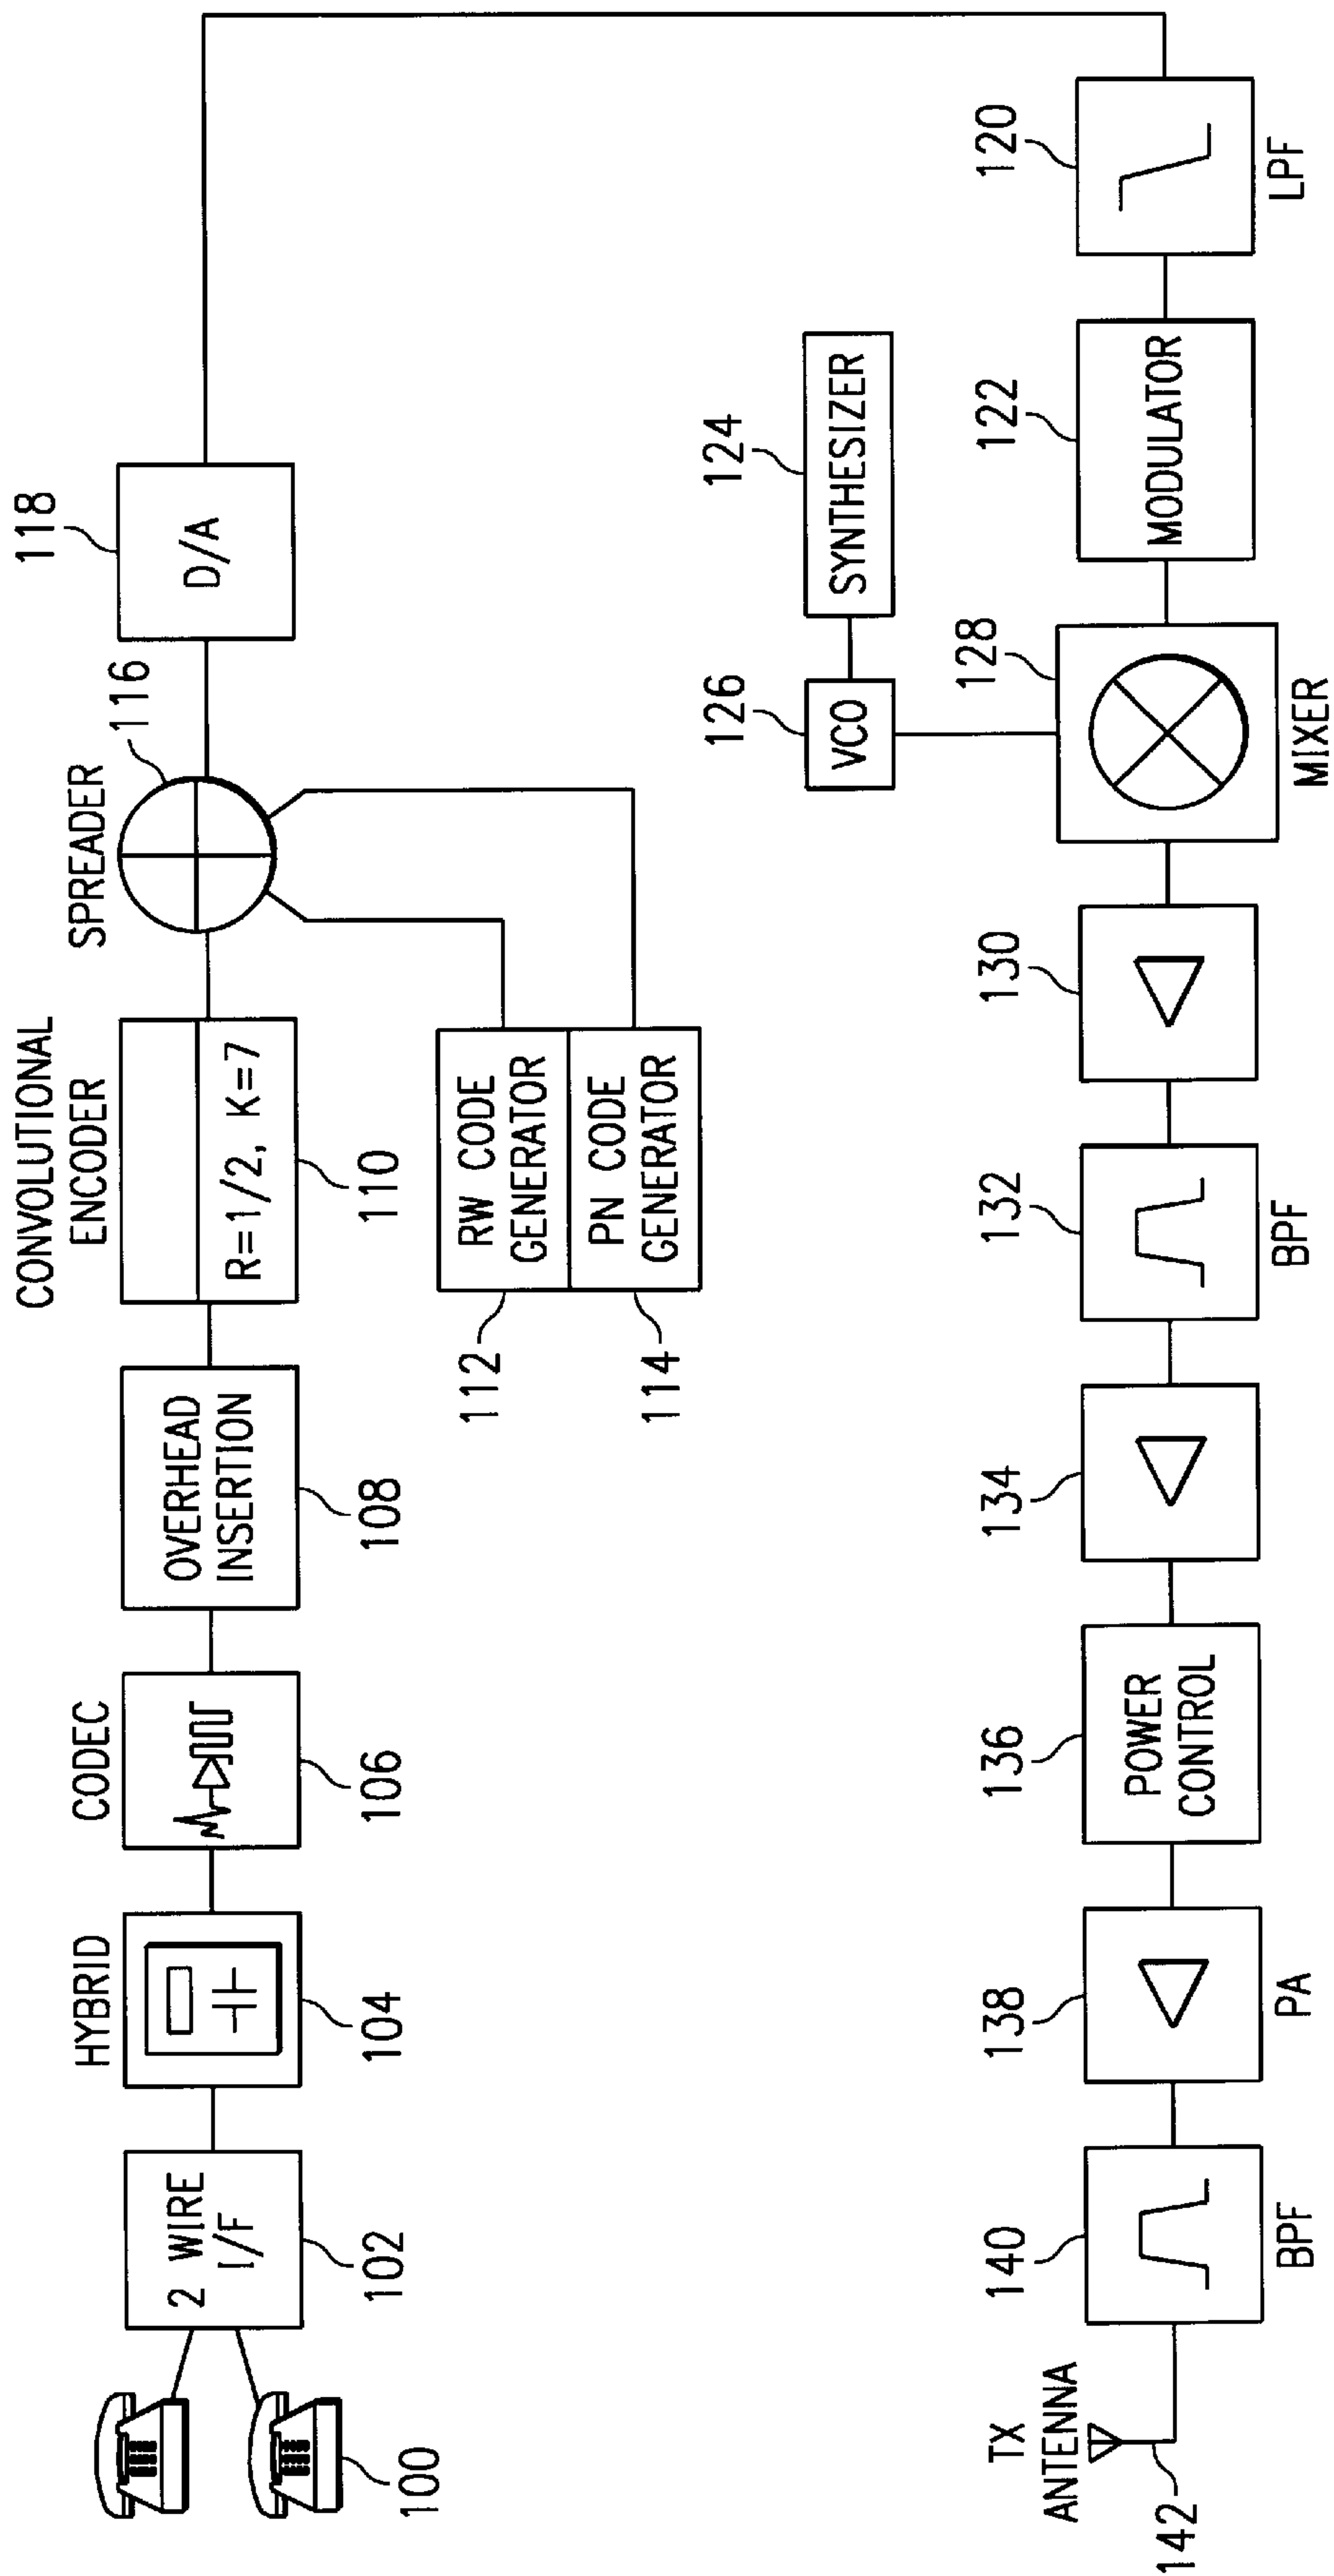 CONVOLUTIONAL
ENCODER
SPREADER
HYBRID
CODEC
116
118
2 WIRE
I/F
OVERHEAD
INSERTION
R=1/2, K=7
D/A
100
102
104
106
108
110
112
RW CODE
GENERATOR
114
PN CODE
GENERATOR
124
SYNTHESIZER
126
VCO
TX
ANTENNA
142
140
BPF
138
PA
136
POWER
CONTROL
134
132
BPF
130
128
MIXER
122
MODULATOR
120
LPF